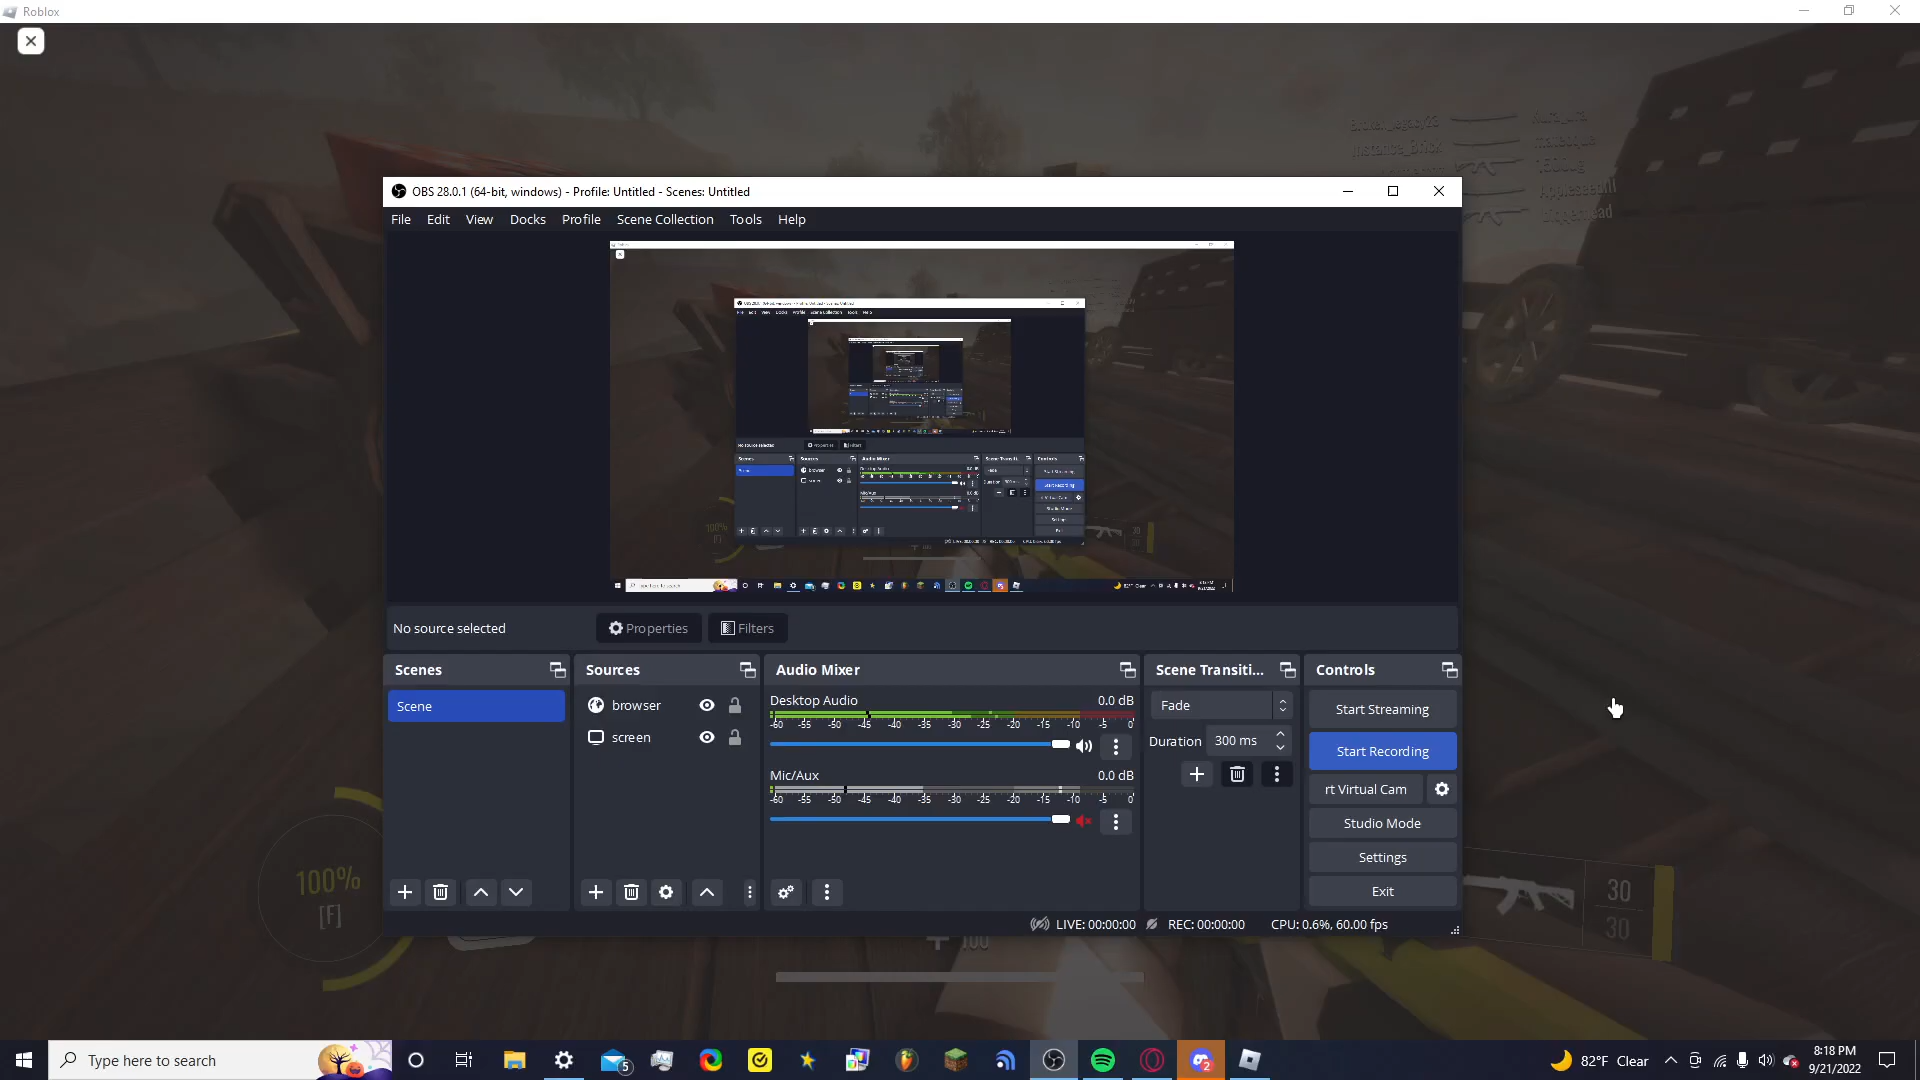 Roblox
Instance_Brick
OBS 28.0.1 (64-bit, windows) - Profile: Untitled - Scenes: Untitled
File Edit View Docks Profile Scene Collection Tools Help
No source selected Properties Filters
Scenes Sources Audio Mixer Scene Transiti... Controls
Scene
browser
screen
Desktop Audio 0.0 dB
-60 -55 -50 -45 -40 -35 -30 -25 -20 -15 -10 -5 0
Mic/Aux 0.0 dB
-60 -55 -50 -45 -40 -35 -30 -25 -20 -15 -10 -5 0
Fade
Duration 300 ms
Start Streaming
Start Recording
rt Virtual Cam
Studio Mode
Settings
Exit
LIVE: 00:00:00 REC: 00:00:00 CPU: 0.6%, 60.00 fps
100%
[F]
100
30
30
Type here to search
5
2
82°F Clear
8:18 PM
9/21/2022